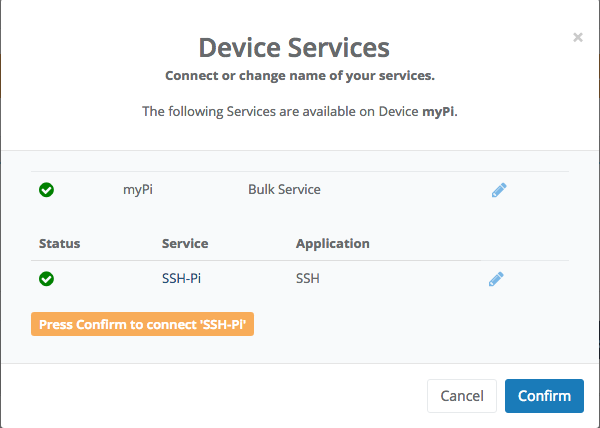 Device Services
×
Connect or change name of your services.
The following Services are available on Device myPi.
myPi Bulk Service
Status Service Application
SSH-Pi SSH
Press Confirm to connect 'SSH-Pi'
Cancel Confirm